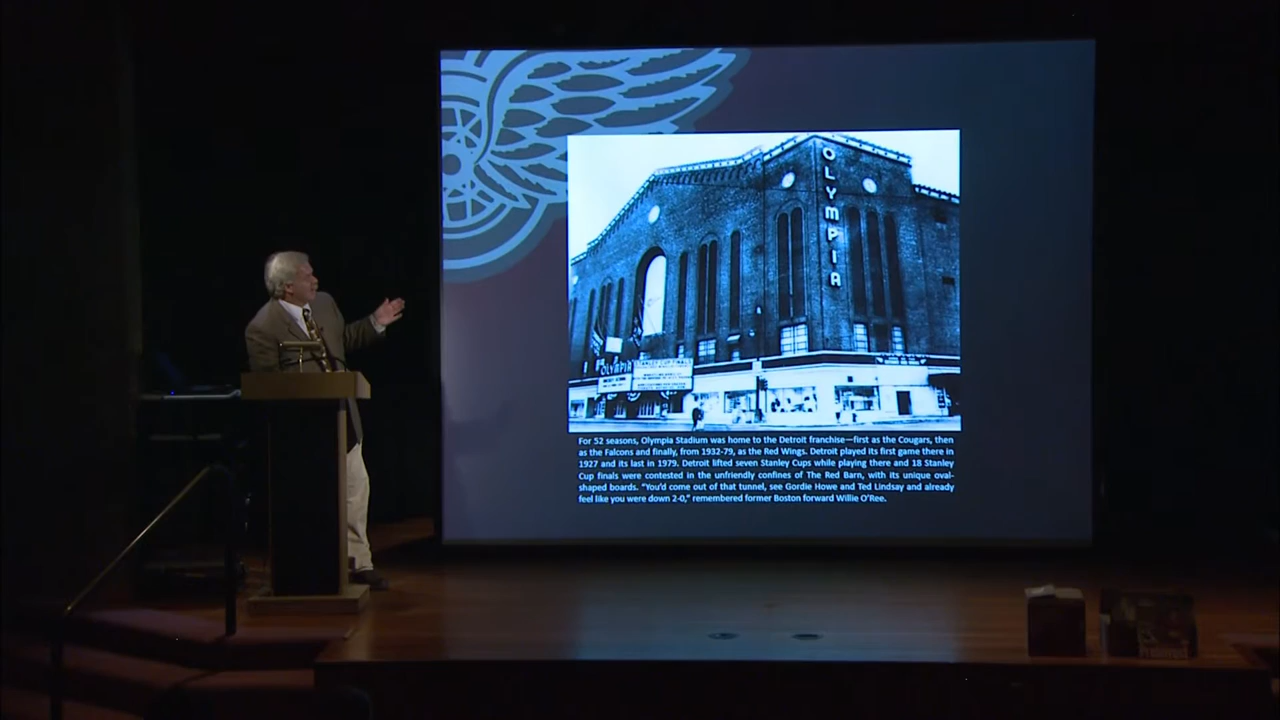 OLYMPIA
OLYMPIA
STANLEY CUP FINALS
For 52 seasons, Olympia Stadium was home to the Detroit franchise—first as the Cougars, then
as the Falcons and finally, from 1932-79, as the Red Wings. Detroit played its first game there in
1927 and its last in 1979. Detroit lifted seven Stanley Cups while playing there and 18 Stanley
Cup finals were contested in the unfriendly confines of The Red Barn, with its unique oval-
shaped boards. “You’d come out of that tunnel, see Gordie Howe and Ted Lindsay and already
feel like you were down 2-0,” remembered former Boston forward Willie O’Ree.